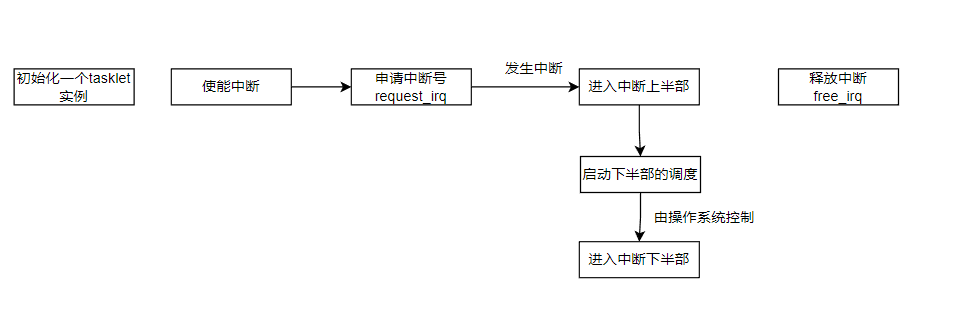 初始化一个tasklet
实例
使能中断
申请中断号
request_irq
发生中断
进入中断上半部
释放中断
free_irq
启动下半部的调度
由操作系统控制
进入中断下半部